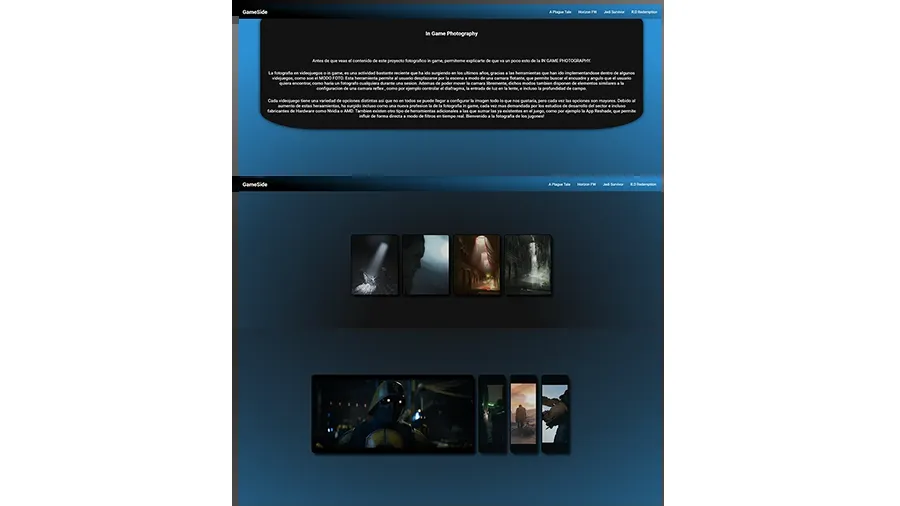 GameSide
A Plague Tale Horizon FW Jedi Survivor R.D Redemption
In Game Photography
Antes de que veas el contenido de este proyecto fotografico in game, permiteme explicarte de que va un poco esto de la IN GAME PHOTOGRAPHY.
La fotografia en videojuegos o in game, es una actividad bastante reciente que ha ido surgiendo en los ultimos años, gracias a las herramientas que han ido implementandose dentro de algunos
videojuegos, como son el MODO FOTO. Esta herramienta permite al usuario desplazarse por la escena a modo de una camara flotante, que permite buscar el encuadre y angulo que el usuario
quiera encontrar, como haria un fotografo cualquiera durante una sesion. Ademas de poder mover la camara libremente, dichos modos tambien disponen de elementos similares a la
configuracion de una camara reflex , como por ejemplo controlar el diafragma, la entrada de luz en la lente, e incluso la profundidad de campo.
Cada videojuego tiene una variedad de opciones distintas asi que no en todos se puede llegar a configurar la imagen todo lo que nos gustaria, pero cada vez las opciones son mayores. Debido al
aumento de estas herramientas, ha surgido incluso como una nueva profesion la de la fotografia in game, cada vez mas demandada por los estudios de desarrollo del sector e incluso
fabricantes de Hardware como Nvidia o AMD. Tambien existen otro tipo de herramientas adicionales a las que sumar las ya existentes en el juego, como por ejemplo la App Reshade, que permite
influir de forma directa a modo de filtros en tiempo real. Bienvenido a la fotografia de los jugones!
GameSide
A Plague Tale Horizon FW Jedi Survivor R.D Redemption